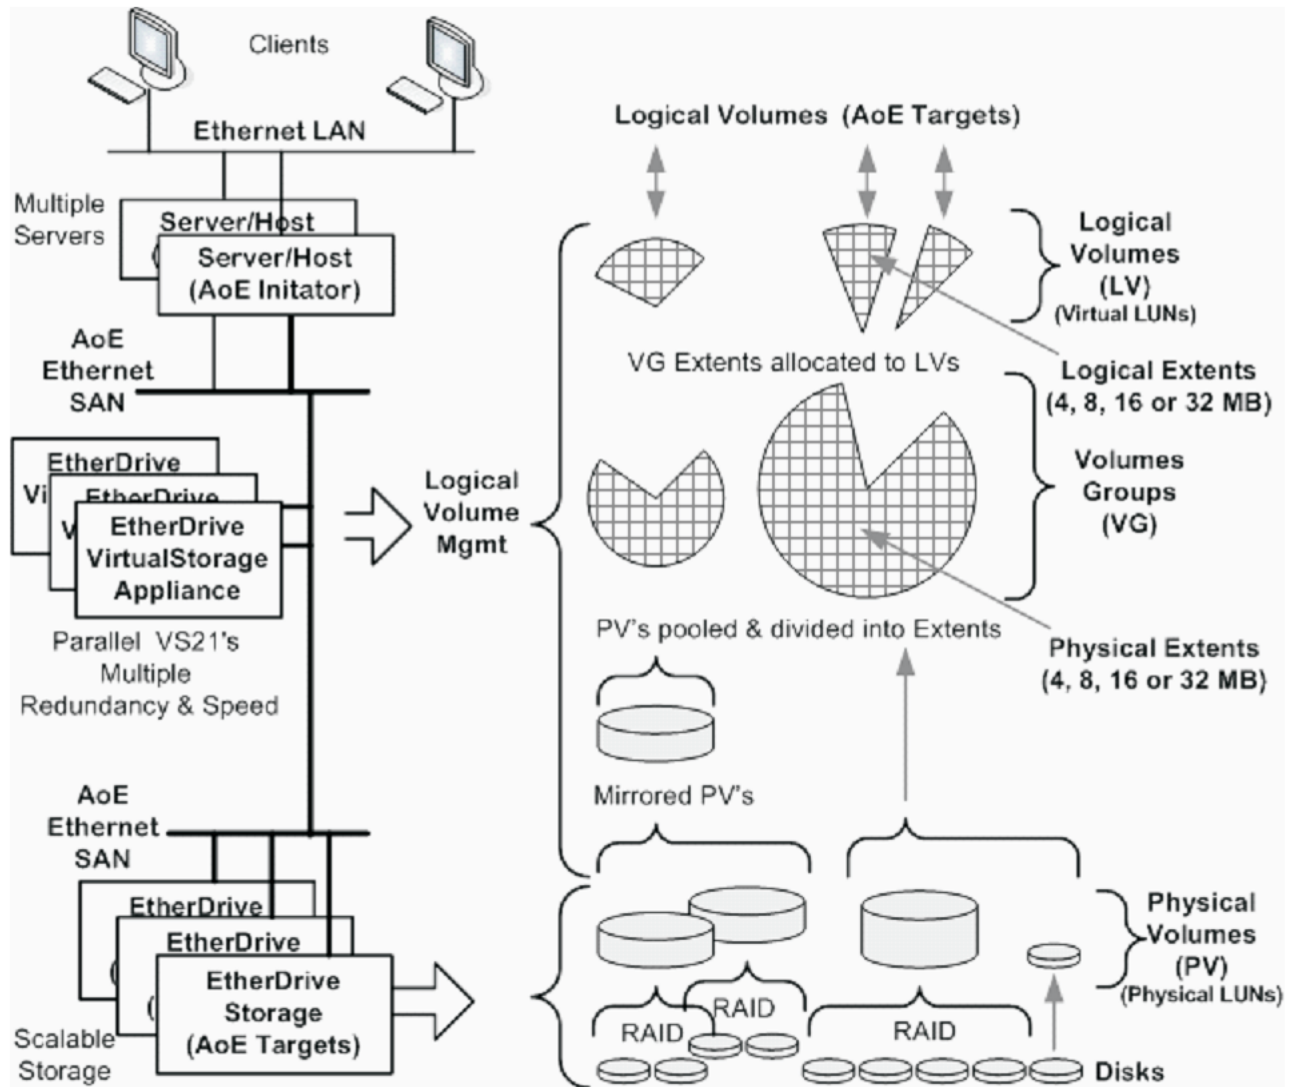 Clients
Ethernet LAN
Multiple
Servers
Server/Host
(
Server/Host
(AoE Initator)
AoE
Ethernet
SAN
EtherDrive
Vi
EtherDrive
V
EtherDrive
VirtualStorage
Appliance
Parallel VS21's
Multiple
Redundancy & Speed
AoE
Ethernet
SAN
EtherDrive
(
EtherDrive
(
EtherDrive
Storage
(AoE Targets)
Scalable
Storage
Logical
Volume
Mgmt
Logical Volumes (AoE Targets)
Logical
Volumes
(LV)
(Virtual LUNs)
VG Extents allocated to LVs
Logical Extents
(4, 8, 16 or 32 MB)
Volumes
Groups
(VG)
PV's pooled & divided into Extents
Physical Extents
(4, 8, 16 or 32 MB)
Mirrored PV's
Physical
Volumes
(PV)
(Physical LUNs)
RAID
RAID
RAID
Disks